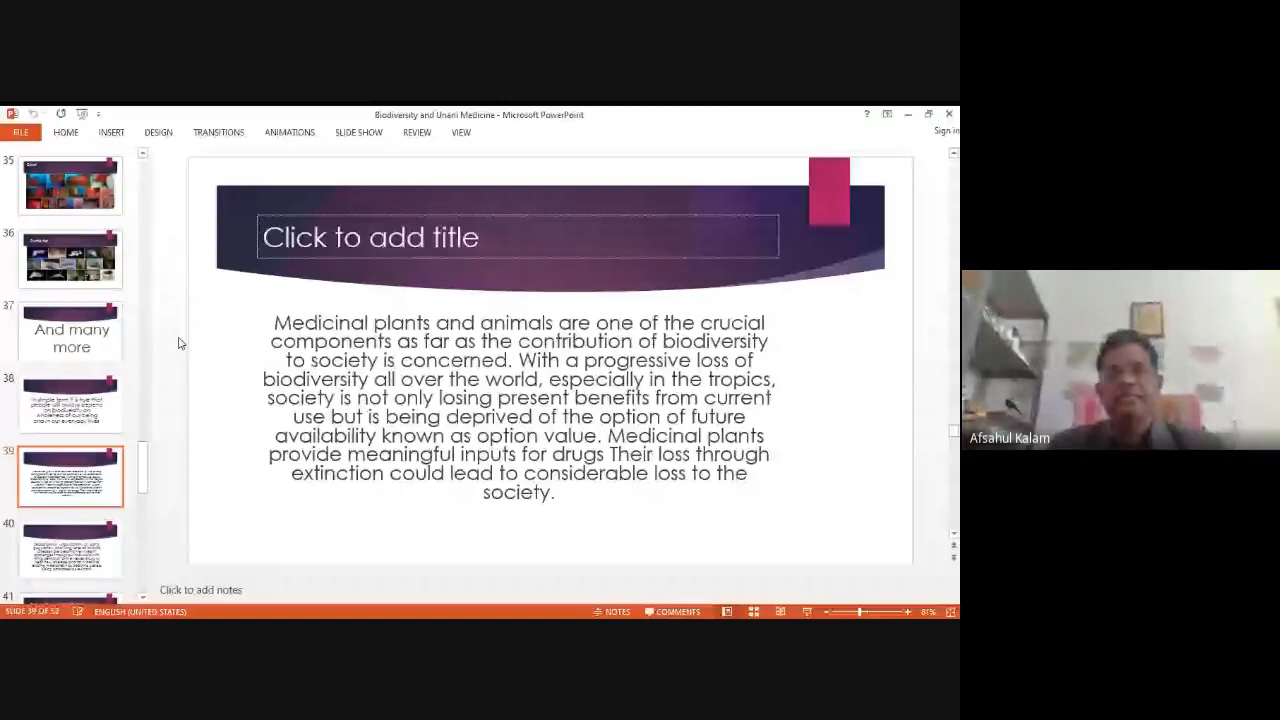 Biodiversity and Unani Medicine - Microsoft PowerPoint
FILE HOME INSERT DESIGN TRANSITIONS ANIMATIONS SLIDE SHOW REVIEW VIEW
Sign in
35
36
37
And many
more
38
39
40
41
Click to add title
Medicinal plants and animals are one of the crucial
components as far as the contribution of biodiversity
to society is concerned. With a progressive loss of
biodiversity all over the world, especially in the tropics,
society is not only losing present benefits from current
use but is being deprived of the option of future
availability known as option value. Medicinal plants
provide meaningful inputs for drugs Their loss through
extinction could lead to considerable loss to the
society.
Click to add notes
SLIDE 39 OF 52 ENGLISH (UNITED STATES) NOTES COMMENTS 81%
Afsahul Kalam